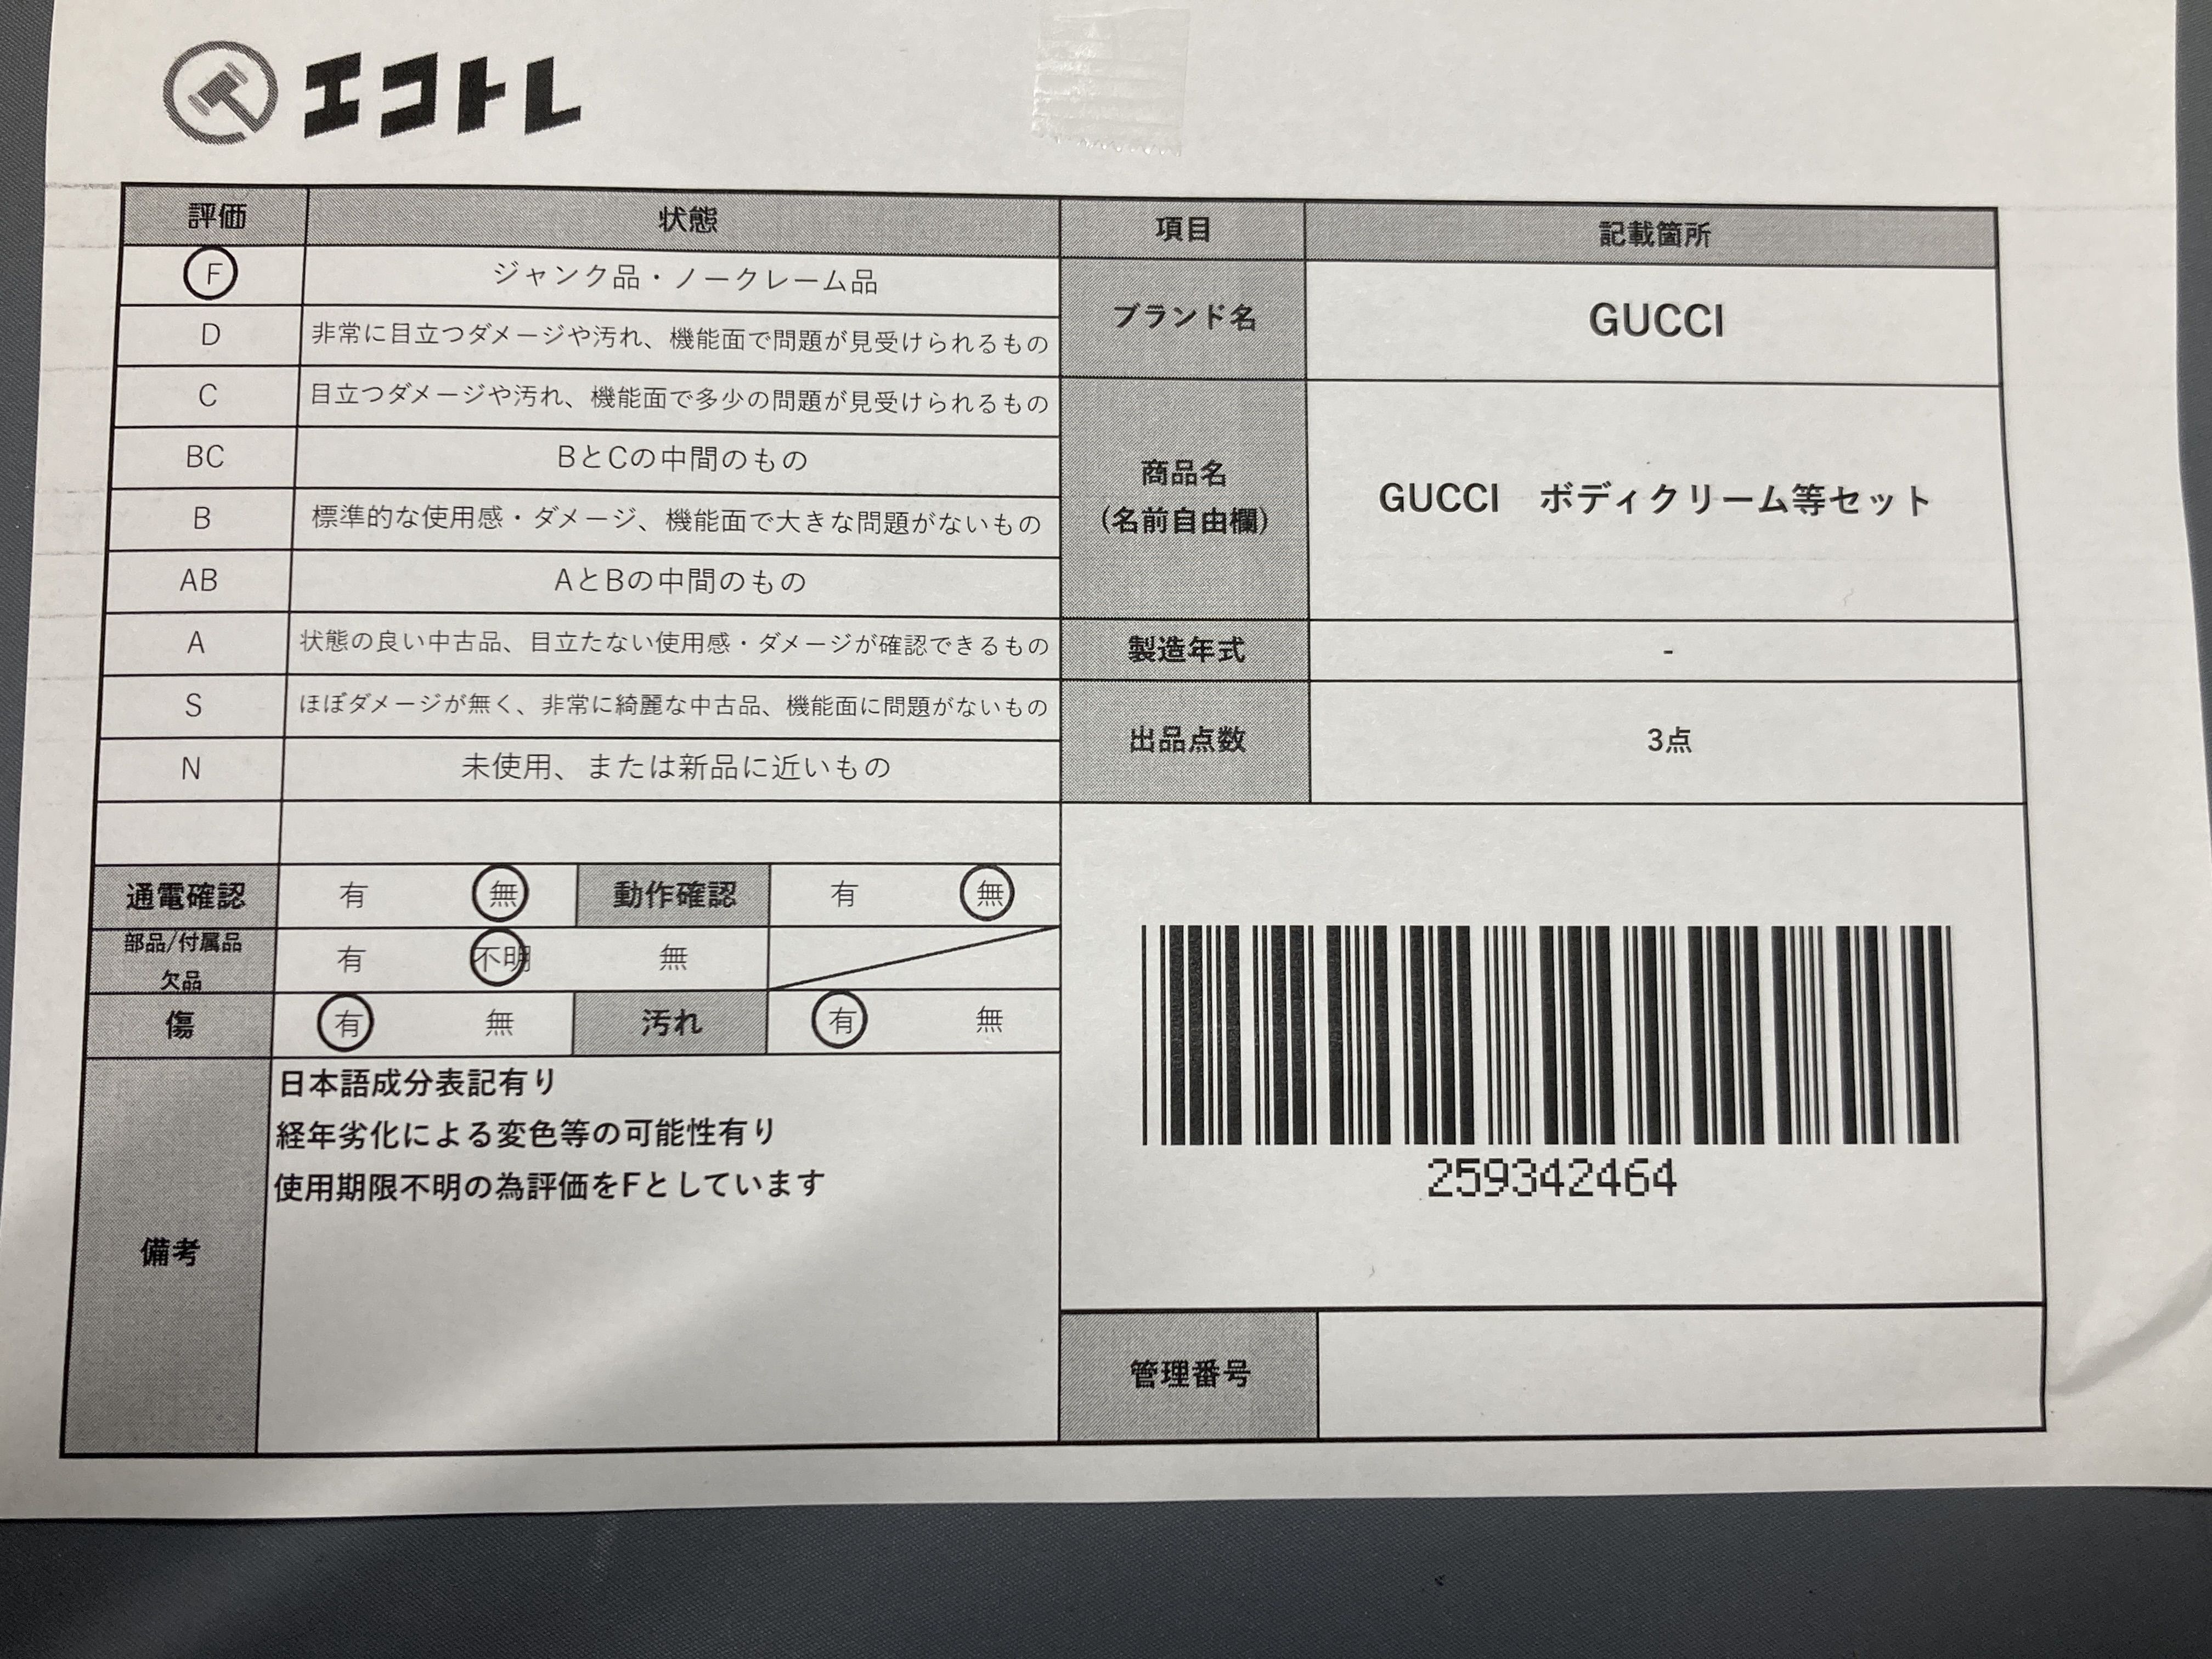 エコトレ
評価 状態
F ジャンク品・ノークレーム品
D 非常に目立つダメージや汚れ、機能面で問題が見受けられるもの
C 目立つダメージや汚れ、機能面で多少の問題が見受けられるもの
BC BとCの中間のもの
B 標準的な使用感・ダメージ、機能面で大きな問題がないもの
AB AとBの中間のもの
A 状態の良い中古品、目立たない使用感・ダメージが確認できるもの
S ほぼダメージが無く、非常に綺麗な中古品、機能面に問題がないもの
N 未使用、または新品に近いもの
通電確認 有 無 動作確認 有 無
部品/付属品
欠品 有 不明 無
傷 有 無 汚れ 有 無
備考
日本語成分表記有り
経年劣化による変色等の可能性有り
使用期限不明の為評価をFとしています
項目 記載箇所
ブランド名 GUCCI
商品名
(名前自由欄)
GUCCI ボディクリーム等セット
製造年式 -
出品点数 3点
259342464
管理番号